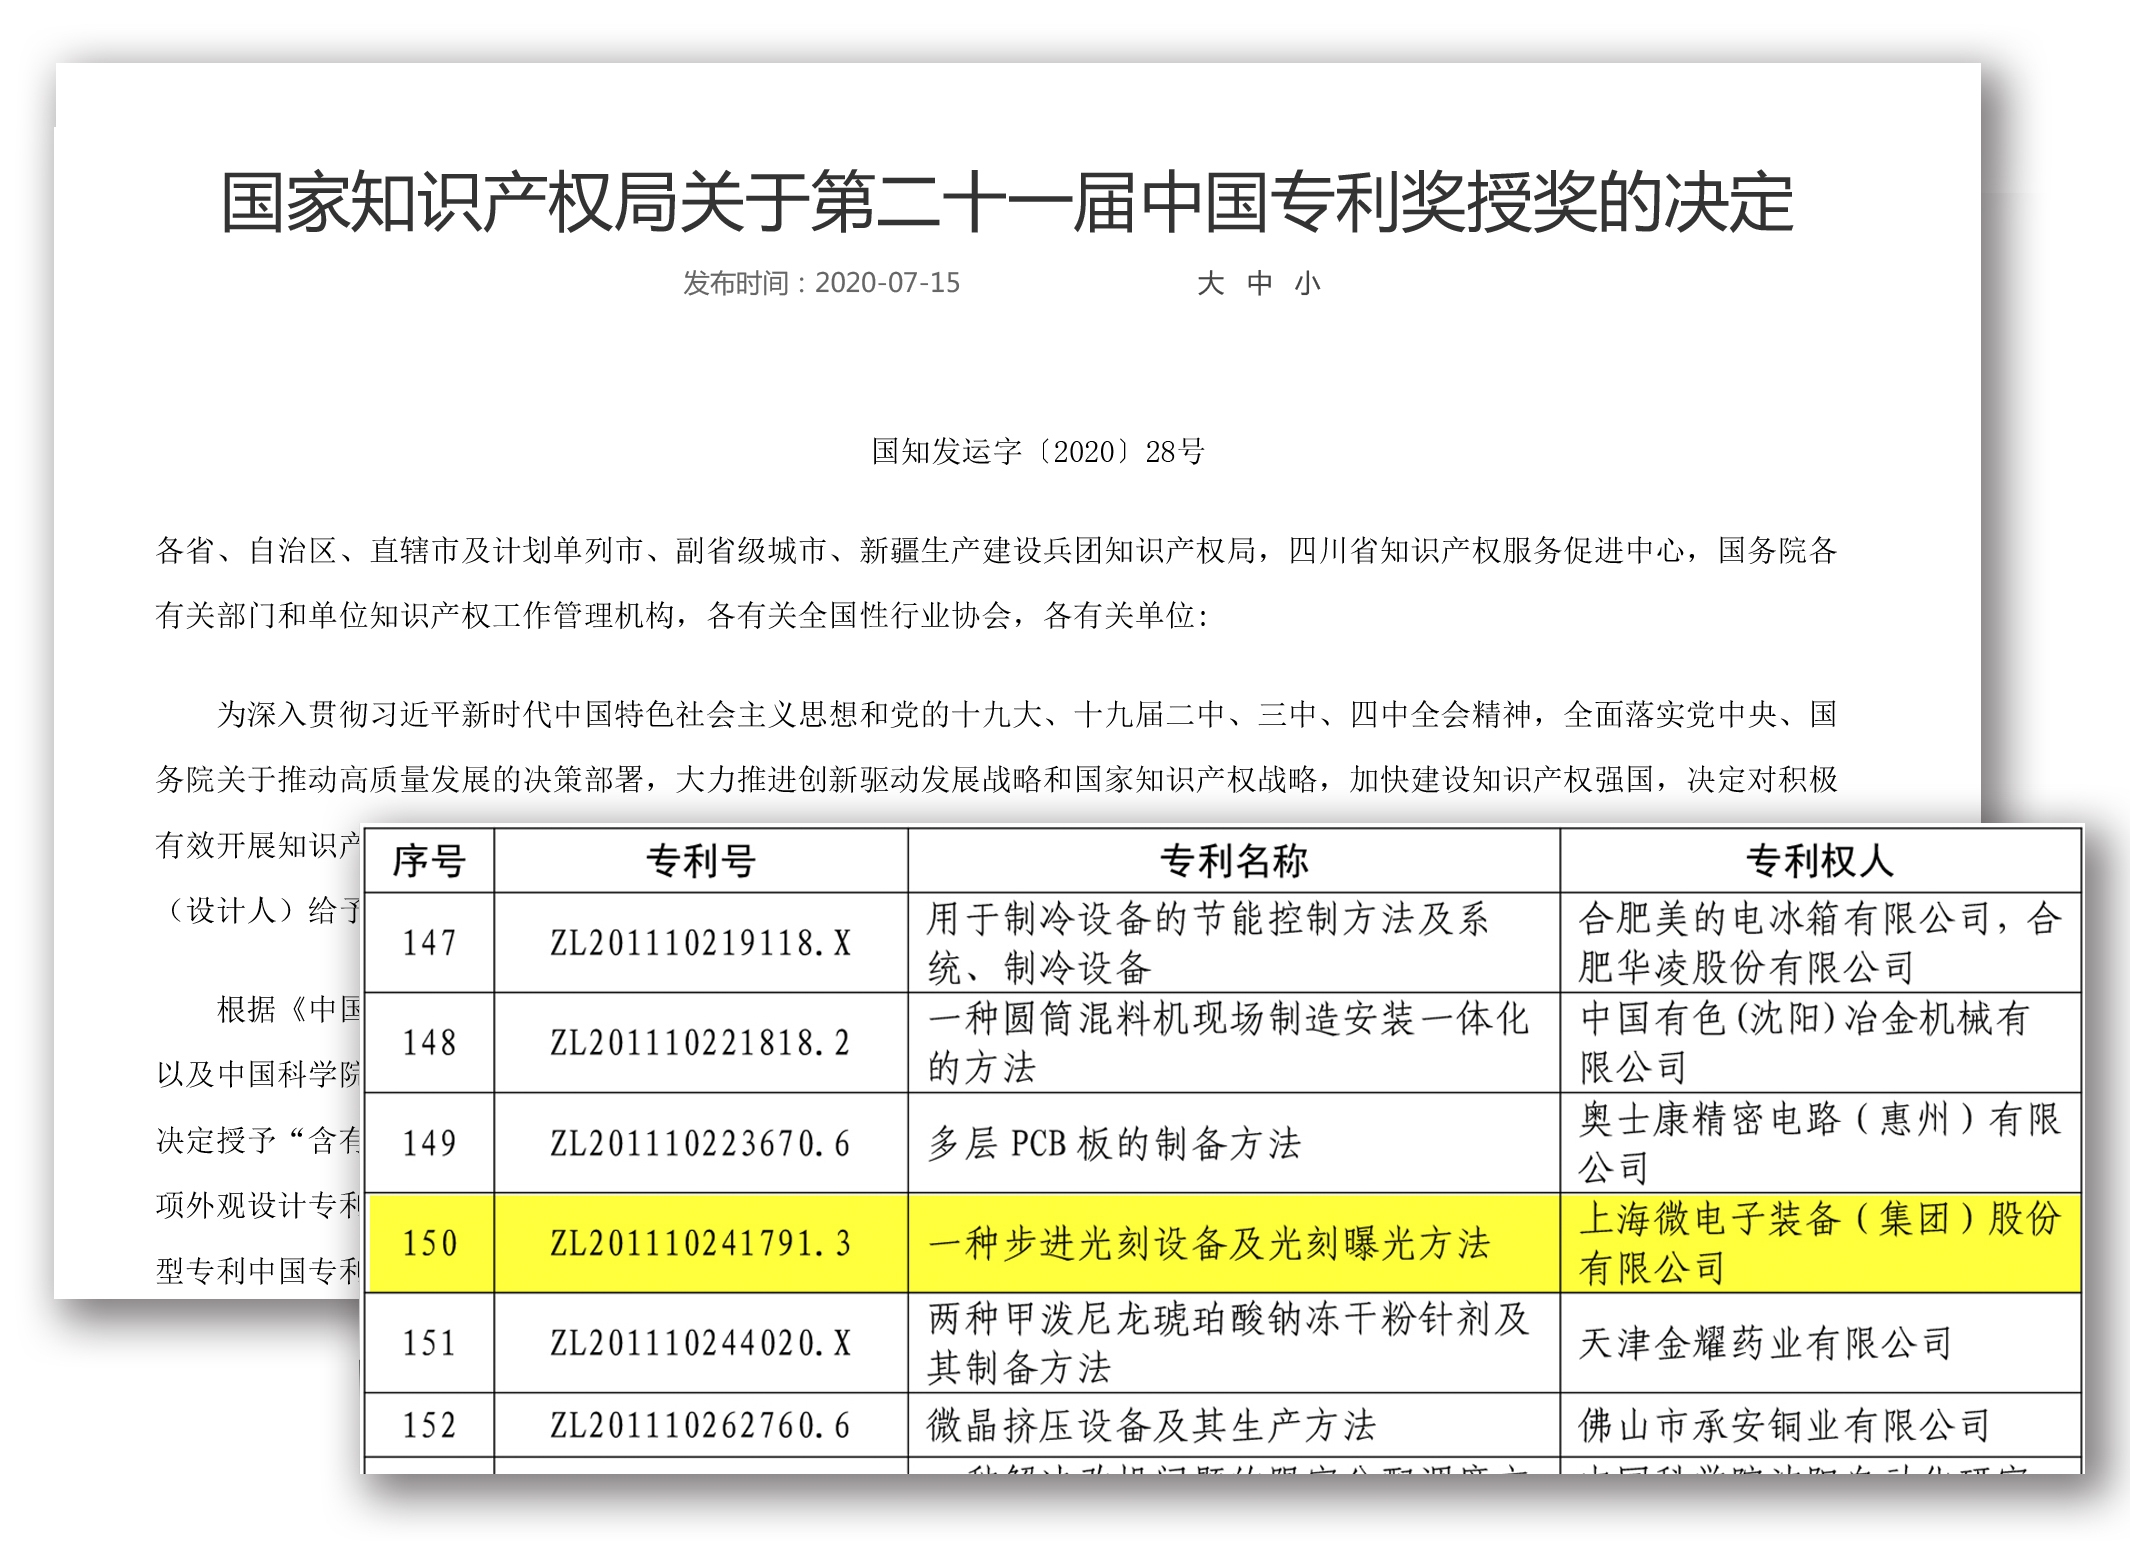 国家知识产权局关于第二十一届中国专利奖授奖的决定
发布时间：2020-07-15 大 中 小
国知发运字〔2020〕28号
各省、自治区、直辖市及计划单列市、副省级城市、新疆生产建设兵团知识产权局，四川省知识产权服务促进中心，国务院各
有关部门和单位知识产权工作管理机构，各有关全国性行业协会，各有关单位:
为深入贯彻习近平新时代中国特色社会主义思想和党的十九大、十九届二中、三中、四中全会精神，全面落实党中央、国
务院关于推动高质量发展的决策部署，大力推进创新驱动发展战略和国家知识产权战略，加快建设知识产权强国，决定对积极
有效开展知识产
（设计人）给予
根据《中国
以及中国科学院
决定授予“含有
项外观设计专利
型专利中国专利
序号 专利号 专利名称 专利权人
147 ZL201110219118.X 用于制冷设备的节能控制方法及系 合肥美的电冰箱有限公司，合
统、制冷设备 肥华凌股份有限公司
148 ZL201110221818.2 一种圆筒混料机现场制造安装一体化 中国有色(沈阳)冶金机械有
的方法 限公司
149 ZL201110223670.6 多层 PCB 板的制备方法 奥士康精密电路（惠州）有限
公司
150 ZL201110241791.3 一种步进光刻设备及光刻曝光方法 上海微电子装备（集团）股份
有限公司
151 ZL201110244020.X 两种甲泼尼龙琥珀酸钠冻干粉针剂及 天津金耀药业有限公司
其制备方法
152 ZL201110262760.6 微晶挤压设备及其生产方法 佛山市承安铜业有限公司